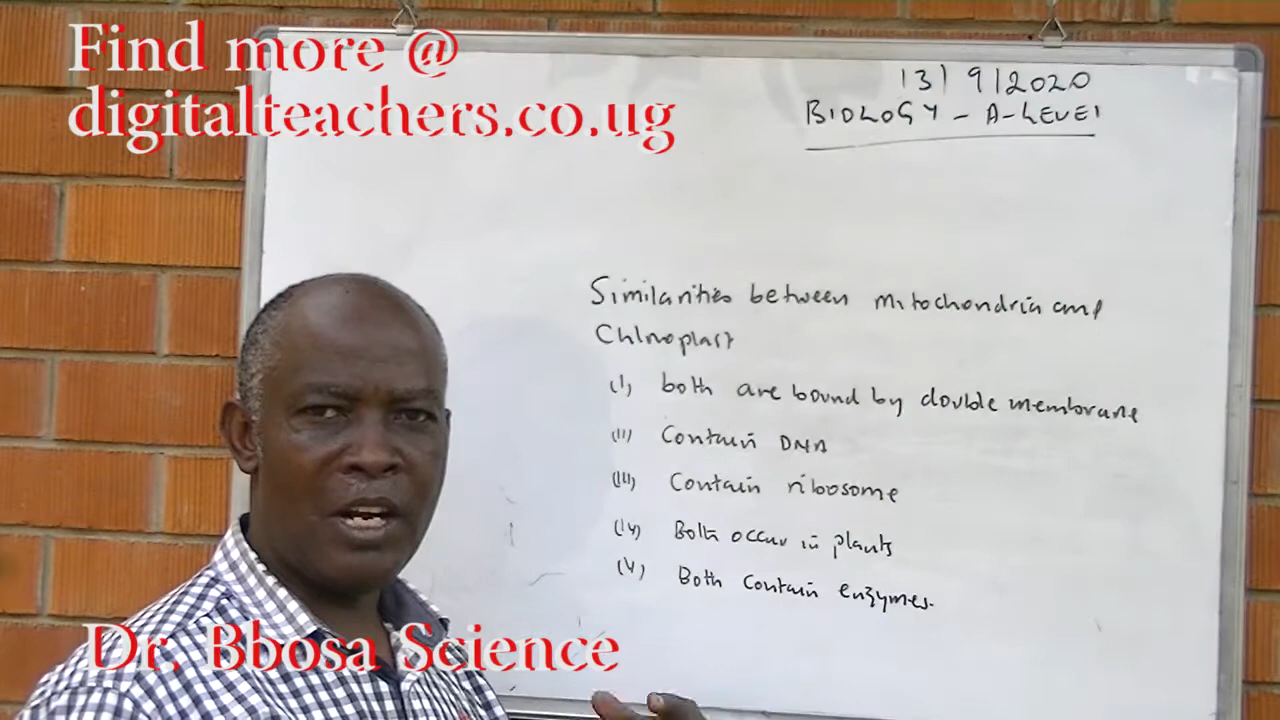 Find more @
digitalteachers.co.ug
13/9/2020
BIOLOGY - A-LEVEL
Similarities between mitochondria and
Chloroplast
(i) both are bound by double membrane
(ii) Contain DNA
(iii) Contain ribosome
(iv) Both occur in plants
(v) Both Contain enzymes.
Dr. Bbosa Science